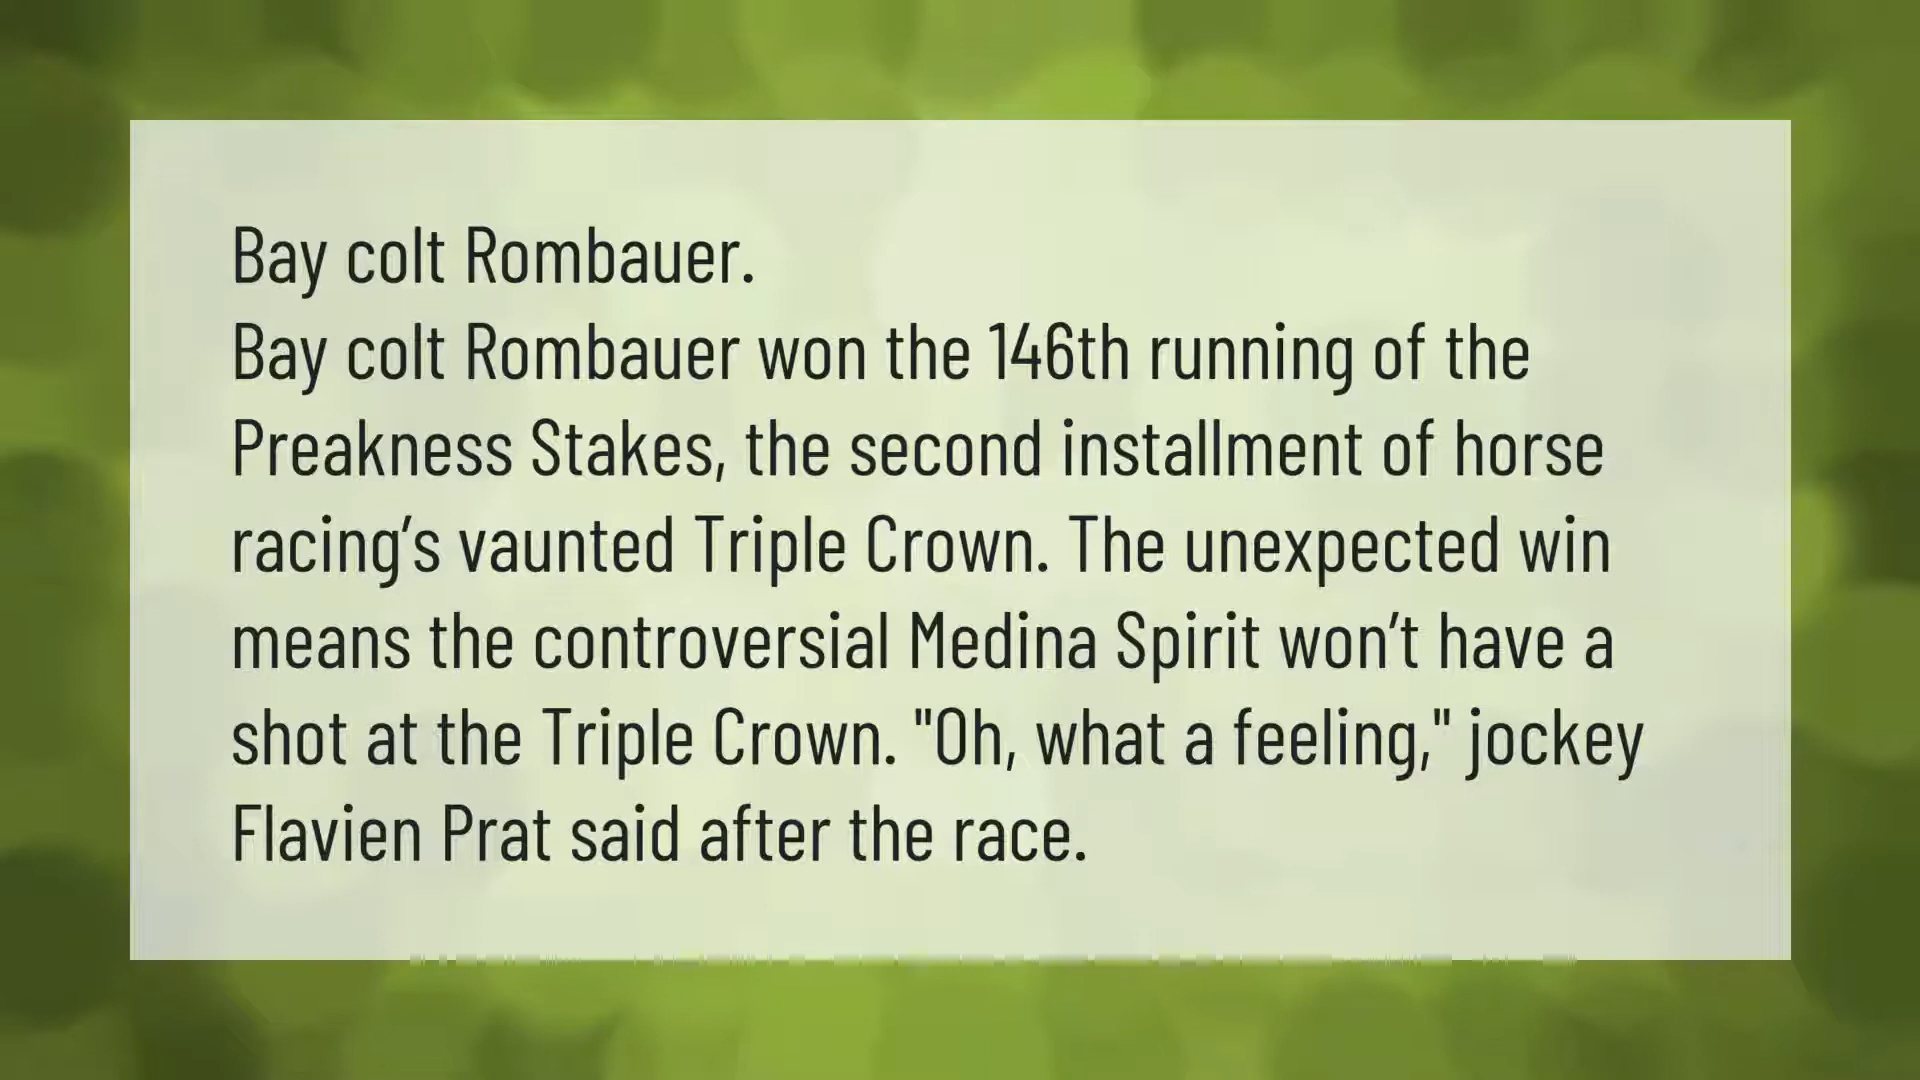 Bay colt Rombauer.
Bay colt Rombauer won the 146th running of the
Preakness Stakes, the second installment of horse
racing’s vaunted Triple Crown. The unexpected win
means the controversial Medina Spirit won’t have a
shot at the Triple Crown. "Oh, what a feeling," jockey
Flavien Prat said after the race.